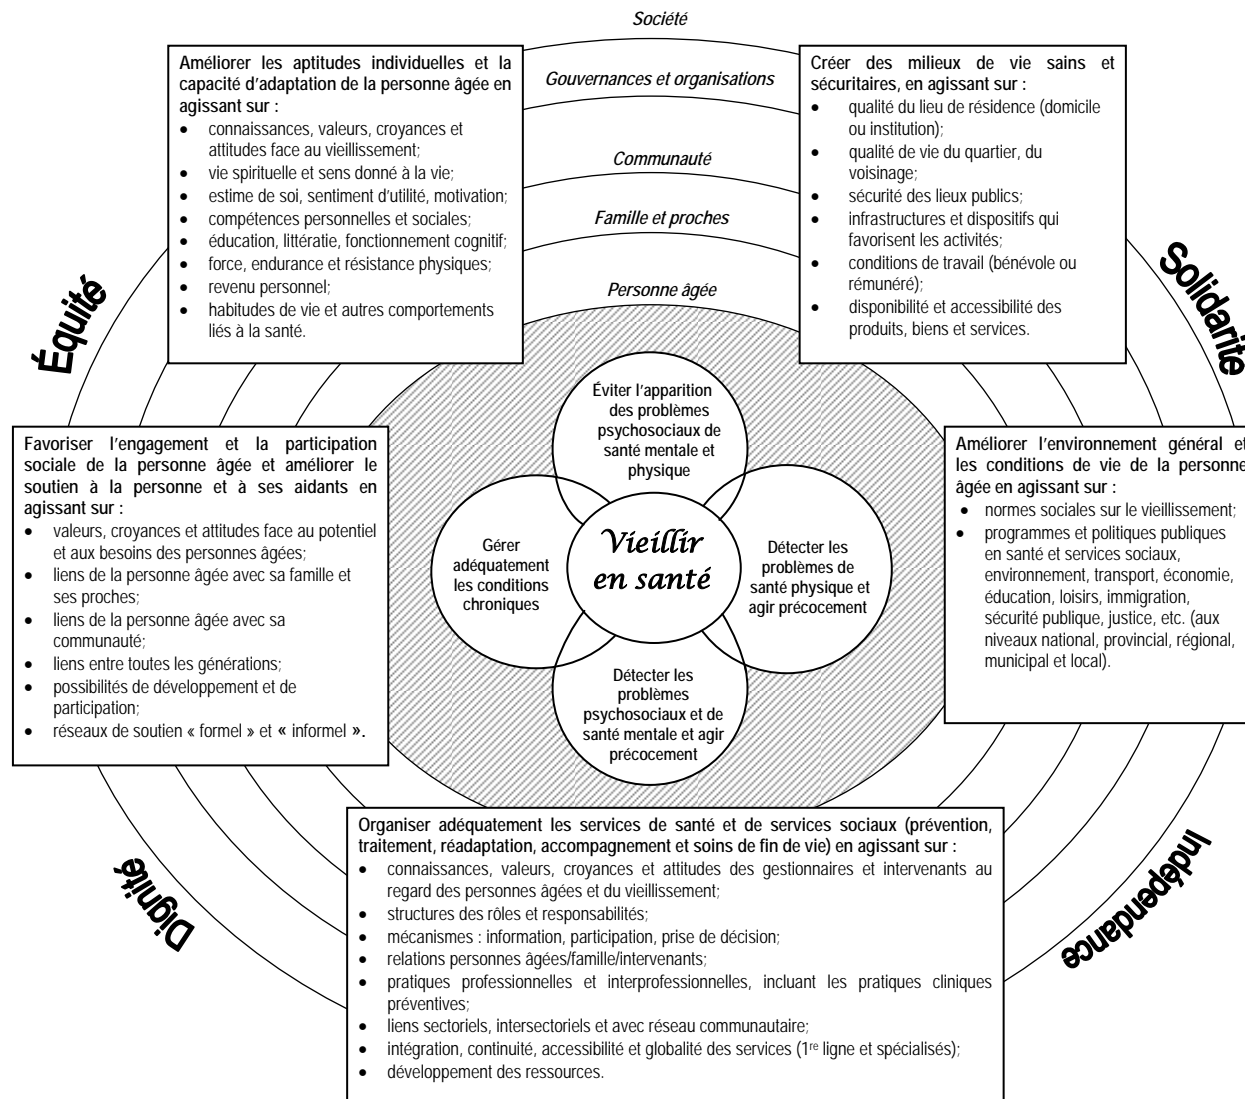 Société
Gouvernances et organisations
Communauté
Famille et proches
Personne âgée
Améliorer les aptitudes individuelles et la
capacité d'adaptation de la personne âgée en
agissant sur :
• connaissances, valeurs, croyances et
attitudes face au vieillissement;
• vie spirituelle et sens donné à la vie;
• estime de soi, sentiment d'utilité, motivation;
• compétences personnelles et sociales;
• éducation, littératie, fonctionnement cognitif;
• force, endurance et résistance physiques;
• revenu personnel;
• habitudes de vie et autres comportements
liés à la santé.
Créer des milieux de vie sains et
sécuritaires, en agissant sur :
• qualité du lieu de résidence (domicile
ou institution);
• qualité de vie du quartier, du
voisinage;
• sécurité des lieux publics;
• infrastructures et dispositifs qui
favorisent les activités;
• conditions de travail (bénévole ou
rémunéré);
• disponibilité et accessibilité des
produits, biens et services.
Équité
Solidarité
Favoriser l'engagement et la participation
sociale de la personne âgée et améliorer le
soutien à la personne et à ses aidants en
agissant sur :
• valeurs, croyances et attitudes face au potentiel
et aux besoins des personnes âgées;
• liens de la personne âgée avec sa famille et
ses proches;
• liens de la personne âgée avec sa
communauté;
• liens entre toutes les générations;
• possibilités de développement et de
participation;
• réseaux de soutien « formel » et « informel ».
Éviter l'apparition
des problèmes
psychosociaux de
santé mentale et
physique
Gérer
adéquatement
les conditions
chroniques
Vieillir
en santé
Détecter les
problèmes de
santé physique et
agir précocement
Détecter les
problèmes
psychosociaux et de
santé mentale et agir
précocement
Améliorer l'environnement général et
les conditions de vie de la personne
âgée en agissant sur :
• normes sociales sur le vieillissement;
• programmes et politiques publiques
en santé et services sociaux,
environnement, transport, économie,
éducation, loisirs, immigration,
sécurité publique, justice, etc. (aux
niveaux national, provincial, régional,
municipal et local).
Dignité
Indépendance
Organiser adéquatement les services de santé et de services sociaux (prévention,
traitement, réadaptation, accompagnement et soins de fin de vie) en agissant sur :
• connaissances, valeurs, croyances et attitudes des gestionnaires et intervenants au
regard des personnes âgées et du vieillissement;
• structures des rôles et responsabilités;
• mécanismes : information, participation, prise de décision;
• relations personnes âgées/famille/intervenants;
• pratiques professionnelles et interprofessionnelles, incluant les pratiques cliniques
préventives;
• liens sectoriels, intersectoriels et avec réseau communautaire;
• intégration, continuité, accessibilité et globalité des services (1re ligne et spécialisés);
• développement des ressources.